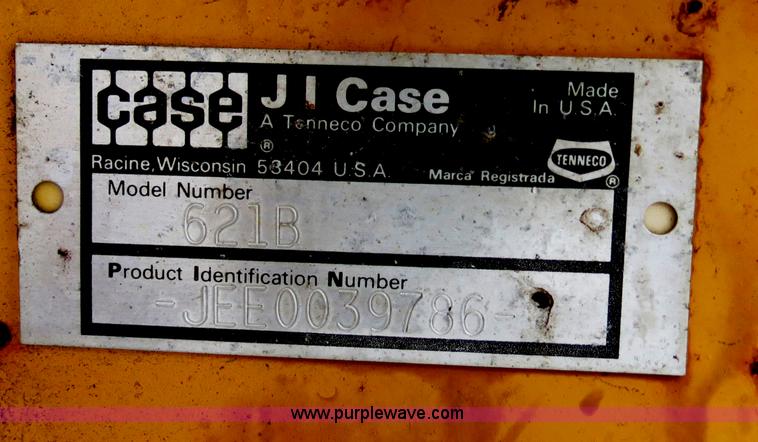 case
J I Case
A Tenneco Company
®
Racine, Wisconsin 53404 U.S.A.
Made
In U.S.A.
TENNECO
®
Marca Registrada
Model Number
621B
Product Identification Number
-JEE0039786-
www.purplewave.com